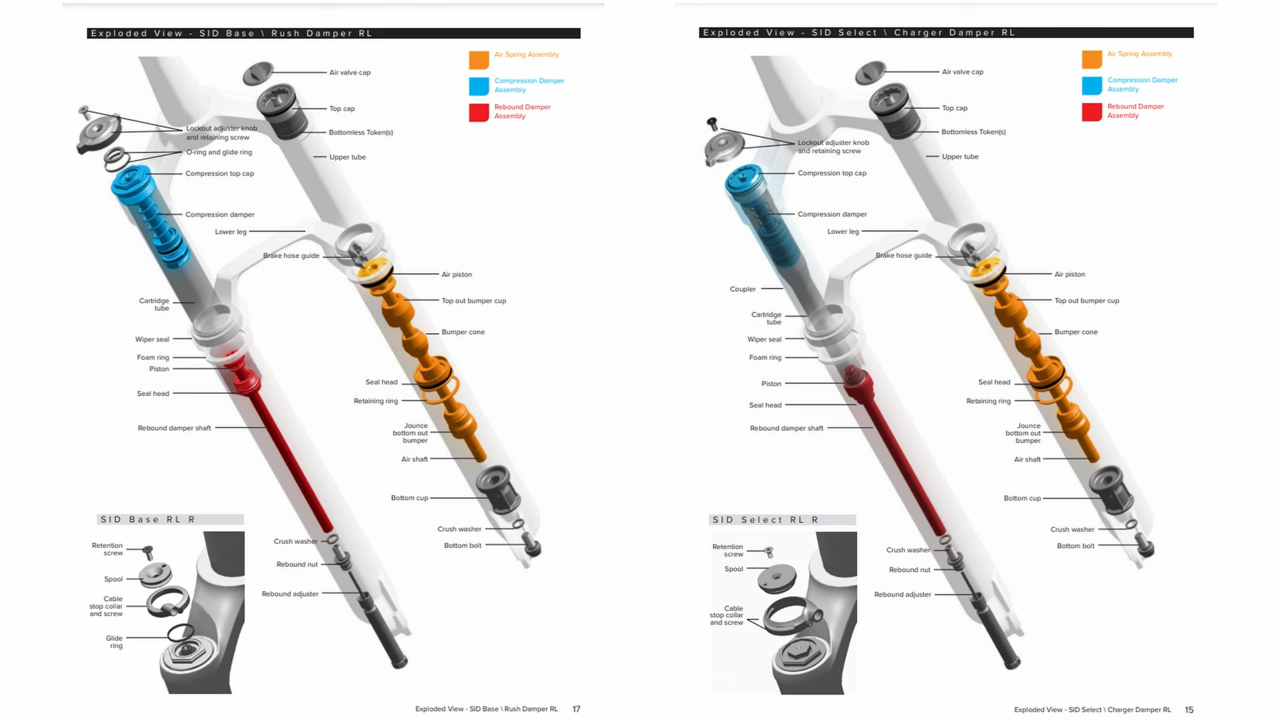 Exploded View - SID Base \ Rush Damper RL
Air Spring Assembly
Compression Damper
Assembly
Rebound Damper
Assembly
Air valve cap
Top cap
Lockout adjuster knob
and retaining screw
Bottomless Token(s)
O-ring and glide ring
Upper tube
Compression top cap
Compression damper
Lower leg
Brake hose guide
Air piston
Cartridge
tube
Top out bumper cup
Bumper cone
Wiper seal
Foam ring
Piston
Seal head
Seal head
Retaining ring
Rebound damper shaft
Jounce
bottom out
bumper
Air shaft
Bottom cup
SID Base RL R
Crush washer
Bottom bolt
Crush washer
Rebound nut
Rebound adjuster
Retention
screw
Spool
Cable
stop collar
and screw
Glide
ring
Exploded View - SID Base \ Rush Damper RL 17
Exploded View - SID Select \ Charger Damper RL
Air Spring Assembly
Compression Damper
Assembly
Rebound Damper
Assembly
Air valve cap
Top cap
Lockout adjuster knob
and retaining screw
Bottomless Token(s)
Upper tube
Compression top cap
Compression damper
Lower leg
Brake hose guide
Air piston
Coupler
Top out bumper cup
Cartridge
tube
Bumper cone
Wiper seal
Foam ring
Piston
Seal head
Seal head
Retaining ring
Rebound damper shaft
Jounce
bottom out
bumper
Air shaft
Bottom cup
SID Select RL R
Crush washer
Bottom bolt
Crush washer
Rebound nut
Rebound adjuster
Retention
screw
Spool
Cable
stop collar
and screw
Exploded View - SID Select \ Charger Damper RL 15